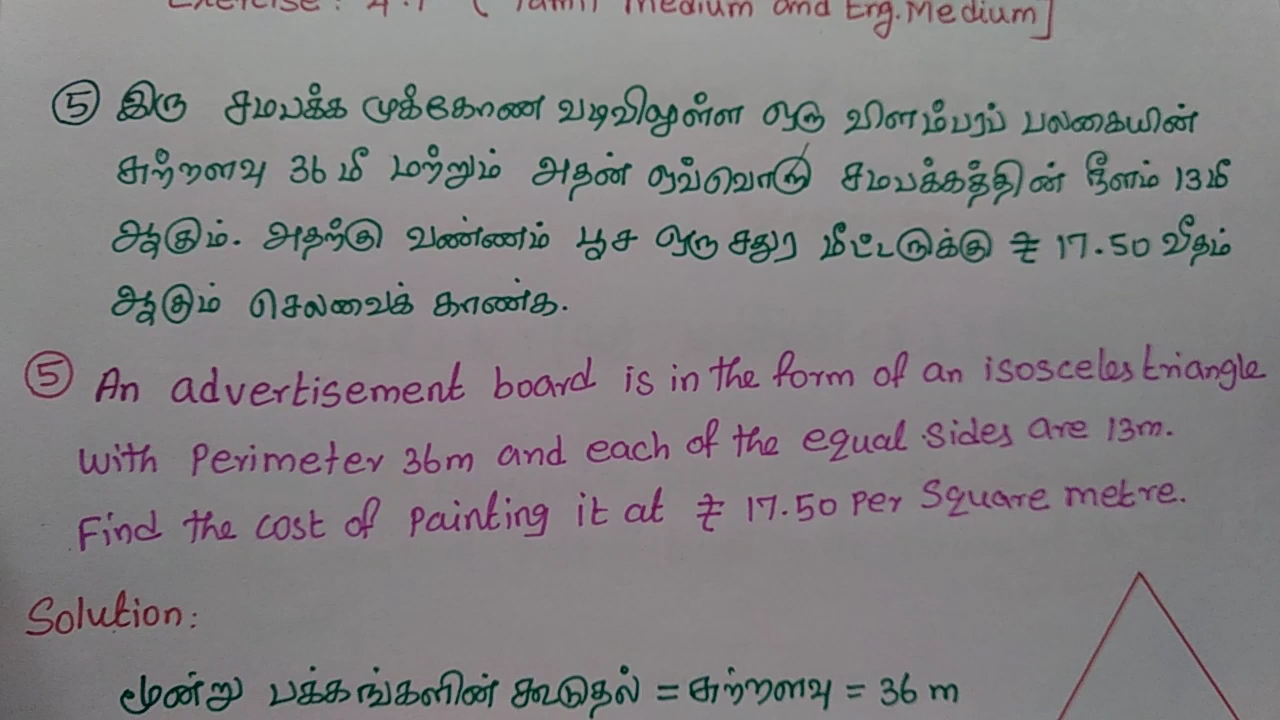 Exercise: 4.1 ( Tamil Medium and Eng.Medium]
⑤ இரு சமபக்க முக்கோண வடிவிலுள்ள ஒரு விளம்பரப் பலகையின்
சுற்றளவு 36 மீ மற்றும் அதன் ஒவ்வொரு சமபக்கத்தின் நீளம் 13மீ
ஆகும். அதற்கு வண்ணம் பூச ஒரு சதுர மீட்டருக்கு ₹ 17.50 வீதம்
ஆகும் செலவைக் காண்க.
⑤ An advertisement board is in the form of an isosceles triangle
with Perimeter 36m and each of the equal sides are 13m.
Find the cost of painting it at ₹ 17.50 per Square metre.
Solution:
மூன்று பக்கங்களின் கூடுதல் = சுற்றளவு = 36 m